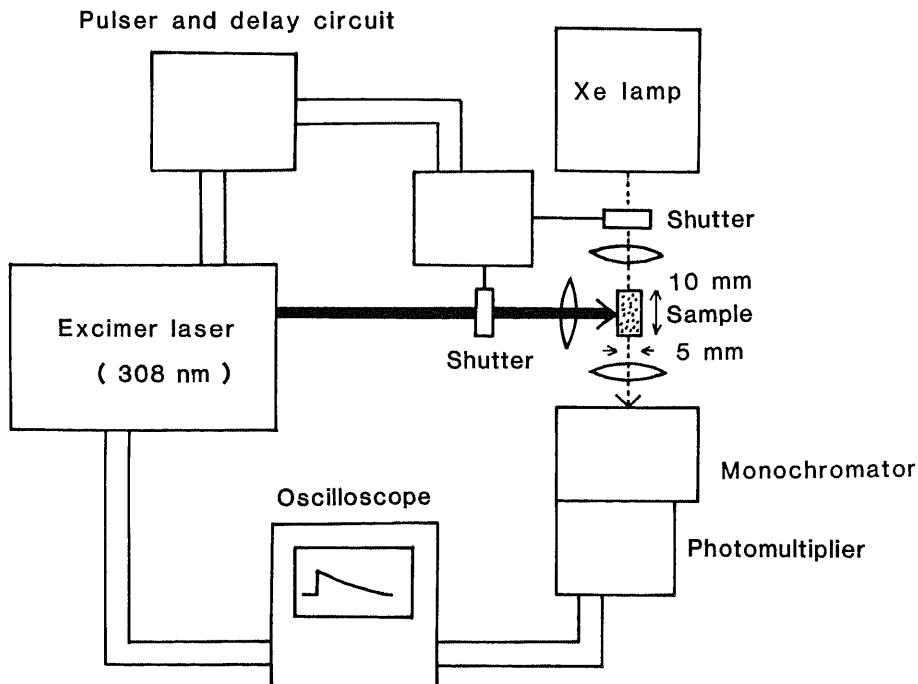 Pulser and delay circuit
Xe lamp
Shutter
10 mm
Sample
5 mm
Excimer laser
( 308 nm )
Shutter
Monochromator
Oscilloscope
Photomultiplier